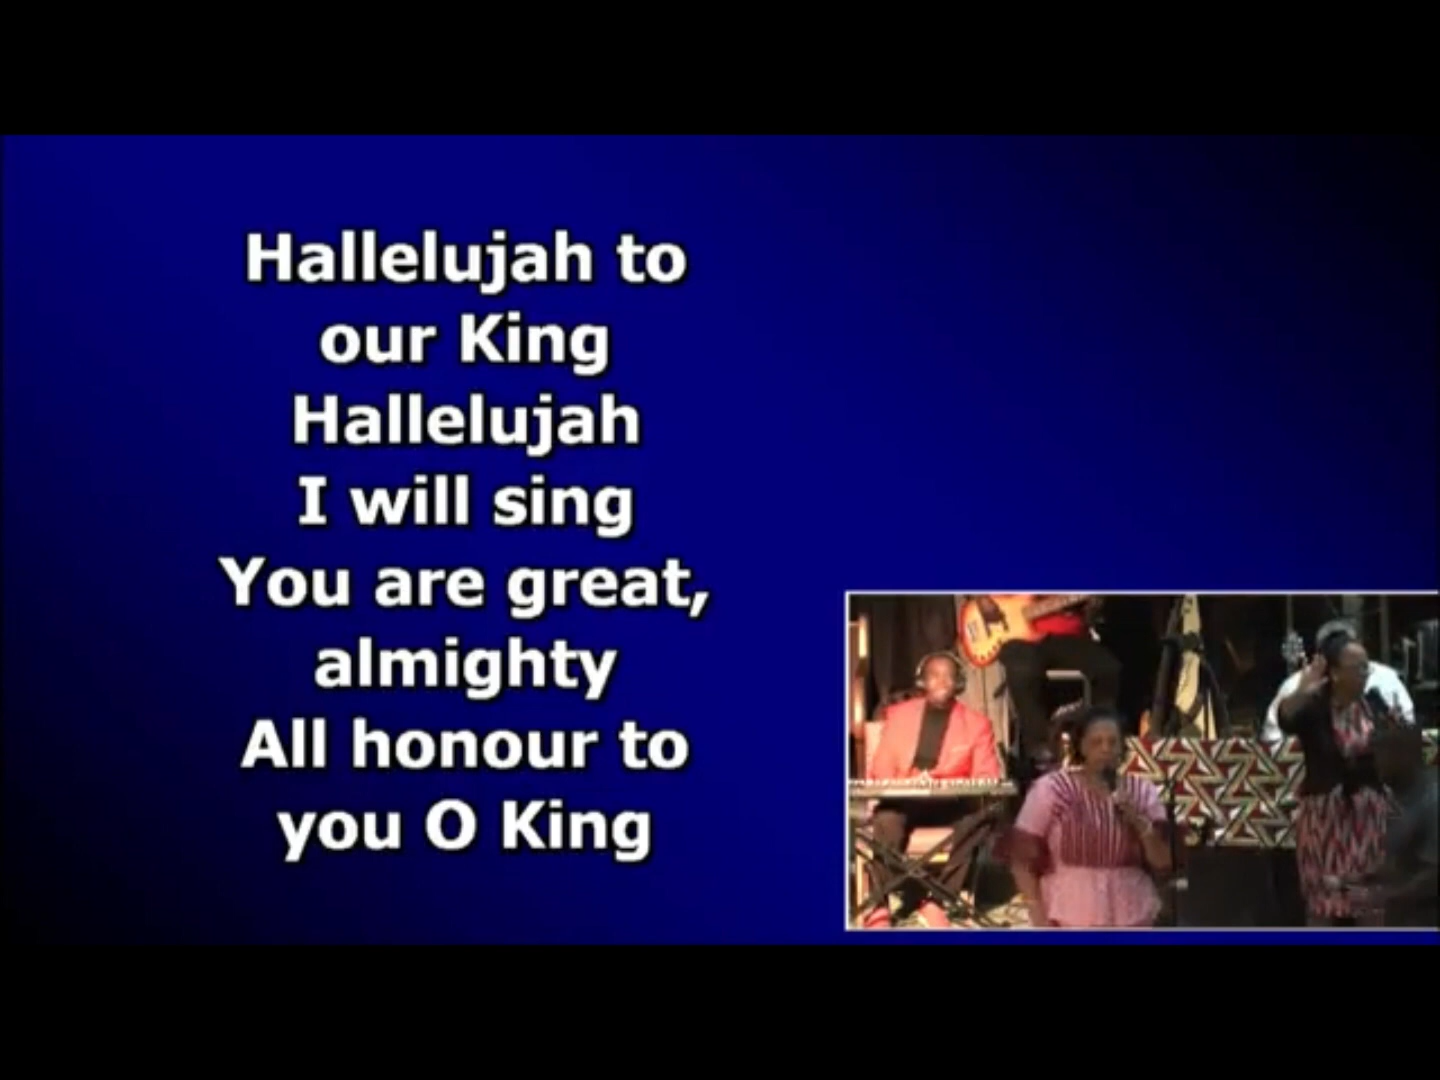 Hallelujah to
our King
Hallelujah
I will sing
You are great,
almighty
All honour to
you O King